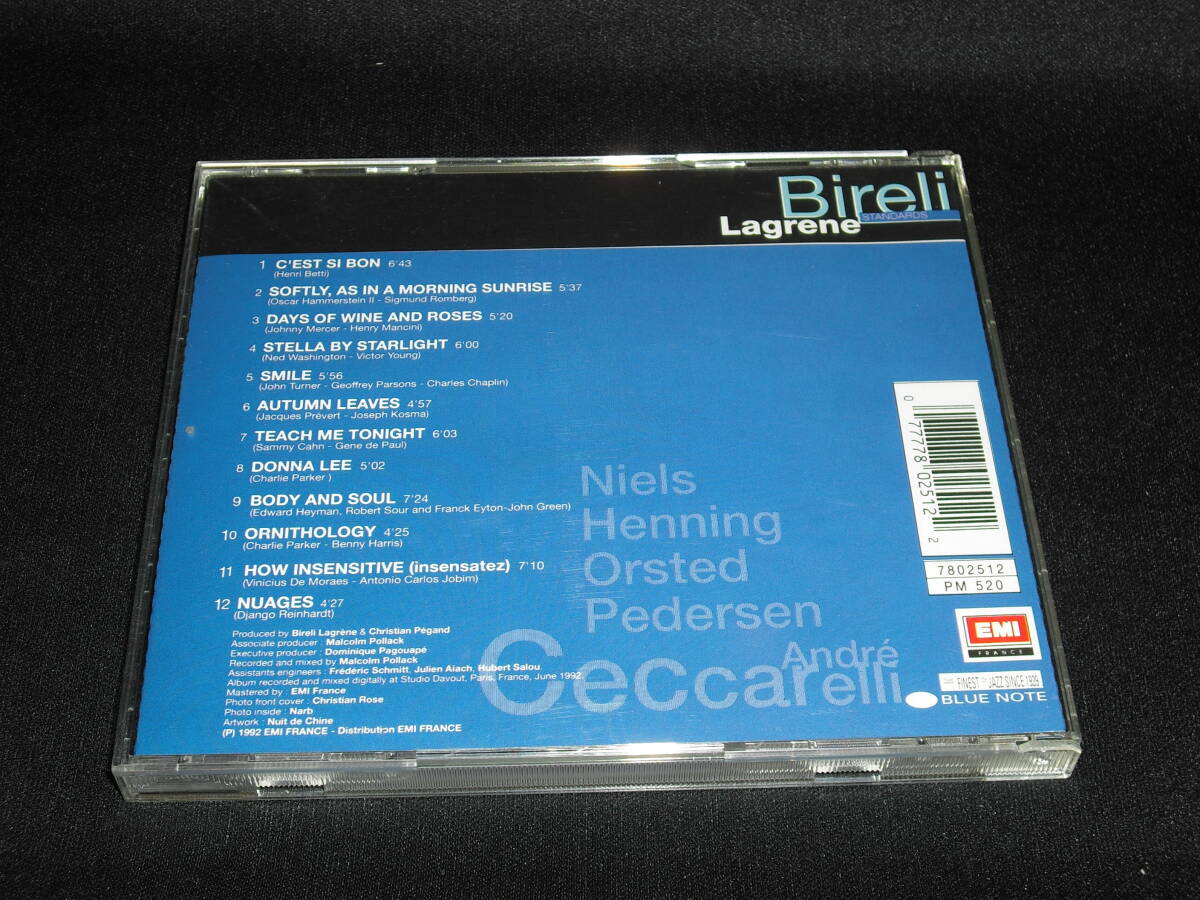 Bireli
STANDARDS
Lagrene
1 C'EST SI BON 6'43
(Henri Betti)
2 SOFTLY, AS IN A MORNING SUNRISE 5'37
(Oscar Hammerstein II - Sigmund Romberg)
3 DAYS OF WINE AND ROSES 5'20
(Johnny Mercer - Henry Mancini)
4 STELLA BY STARLIGHT 6'00
(Ned Washington - Victor Young)
5 SMILE 5'56
(John Turner - Geoffrey Parsons - Charles Chaplin)
6 AUTUMN LEAVES 4'57
(Jacques Prévert - Joseph Kosma)
7 TEACH ME TONIGHT 6'03
(Sammy Cahn - Gene de Paul)
8 DONNA LEE 5'02
(Charlie Parker )
9 BODY AND SOUL 7'24
(Edward Heyman, Robert Sour and Franck Eyton-John Green)
10 ORNITHOLOGY 4'25
(Charlie Parker - Benny Harris)
11 HOW INSENSITIVE (insensatez) 7'10
(Vinicius De Moraes - Antonio Carlos Jobim)
12 NUAGES 4'27
(Django Reinhardt)
Produced by Bireli Lagrène & Christian Pégand
Associate producer : Malcolm Pollack
Executive producer : Dominique Pagouapé
Recorded and mixed by Malcolm Pollack
Assistants engineers : Frédéric Schmitt, Julien Aiach, Hubert Salou
Album recorded and mixed digitally at Studio Davout, Paris, France, June 1992
Mastered by : EMI France
Photo front cover : Christian Rose
Photo inside : Narb
Artwork : Nuit de Chine
(P) 1992 EMI FRANCE - Distribution EMI FRANCE
Niels
Henning
Orsted
Pedersen
André
Ceccarelli
0 77778 02512 2
7802512
PM 520
EMI
FRANCE
FINEST JAZZ SINCE 1939
BLUE NOTE